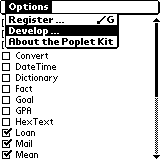 Options
Register ... ⁄G
Develop ...
About the Poplet Kit
Convert
DateTime
Dictionary
Fact
Goal
GPA
HexText
Loan
Mail
Mean